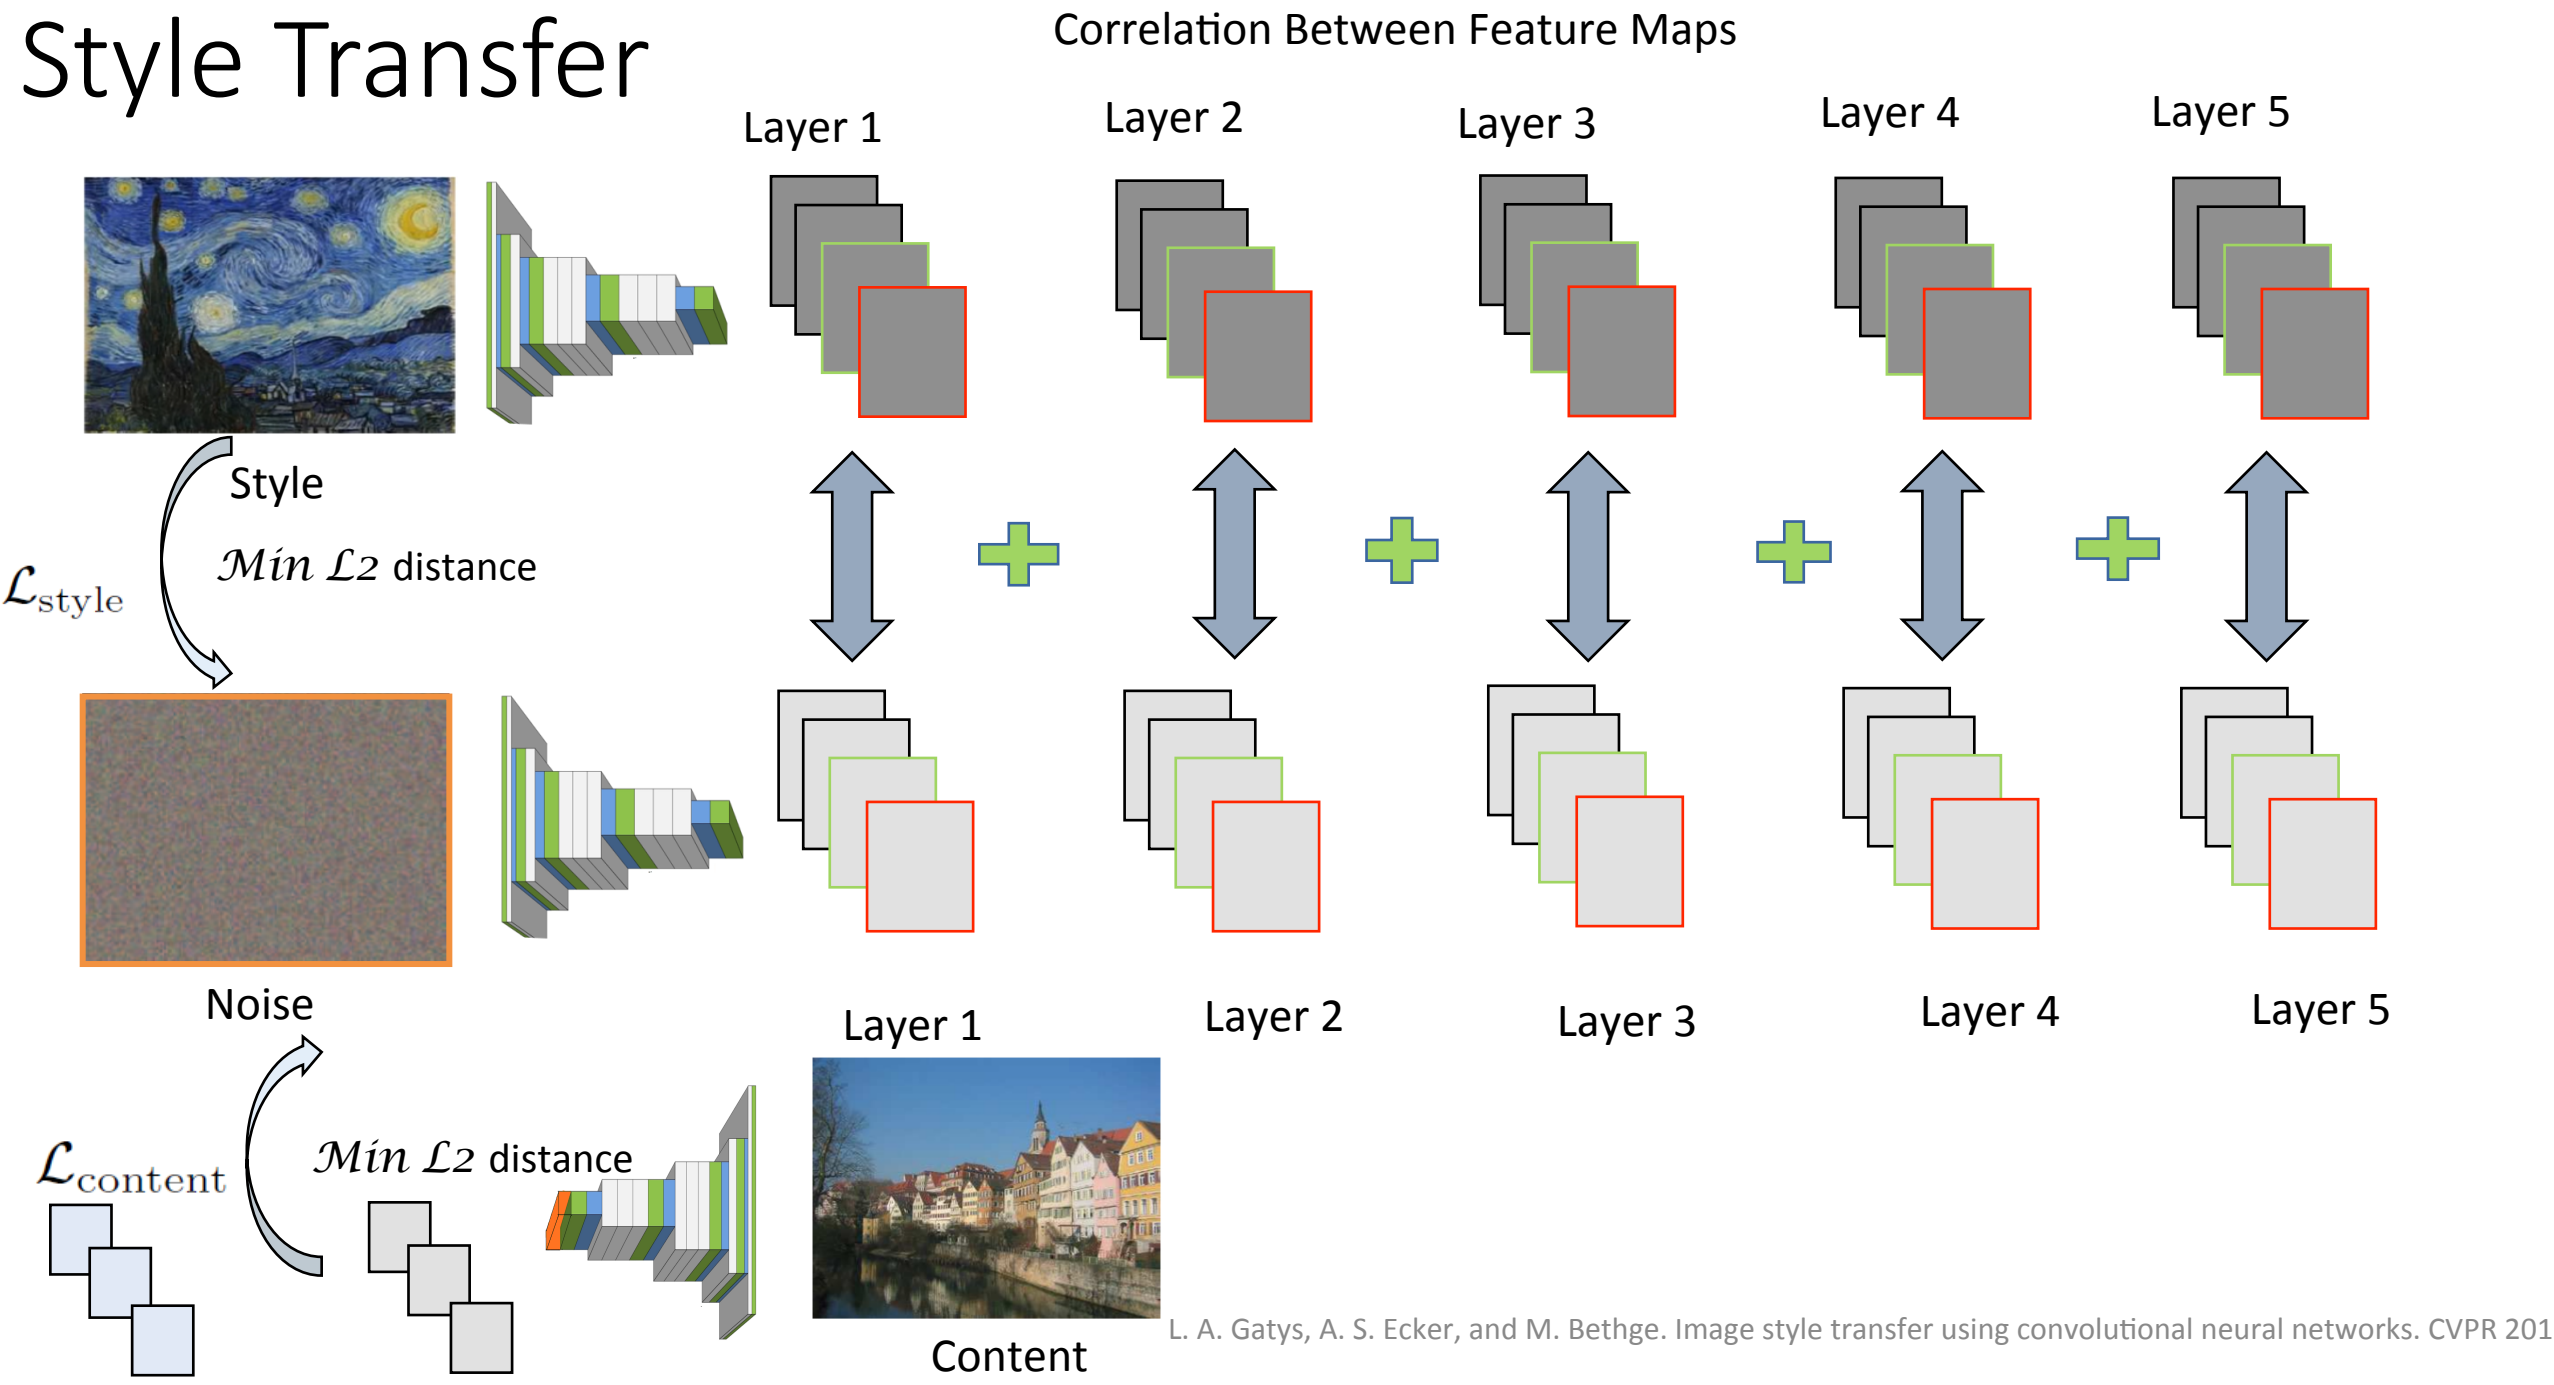 Style Transfer
Correlation Between Feature Maps
Layer 1
Layer 2
Layer 3
Layer 4
Layer 5
Style
Min L2 distance
ℒstyle
Noise
Layer 1
Layer 2
Layer 3
Layer 4
Layer 5
Min L2 distance
ℒcontent
Content
L. A. Gatys, A. S. Ecker, and M. Bethge. Image style transfer using convolutional neural networks. CVPR 201